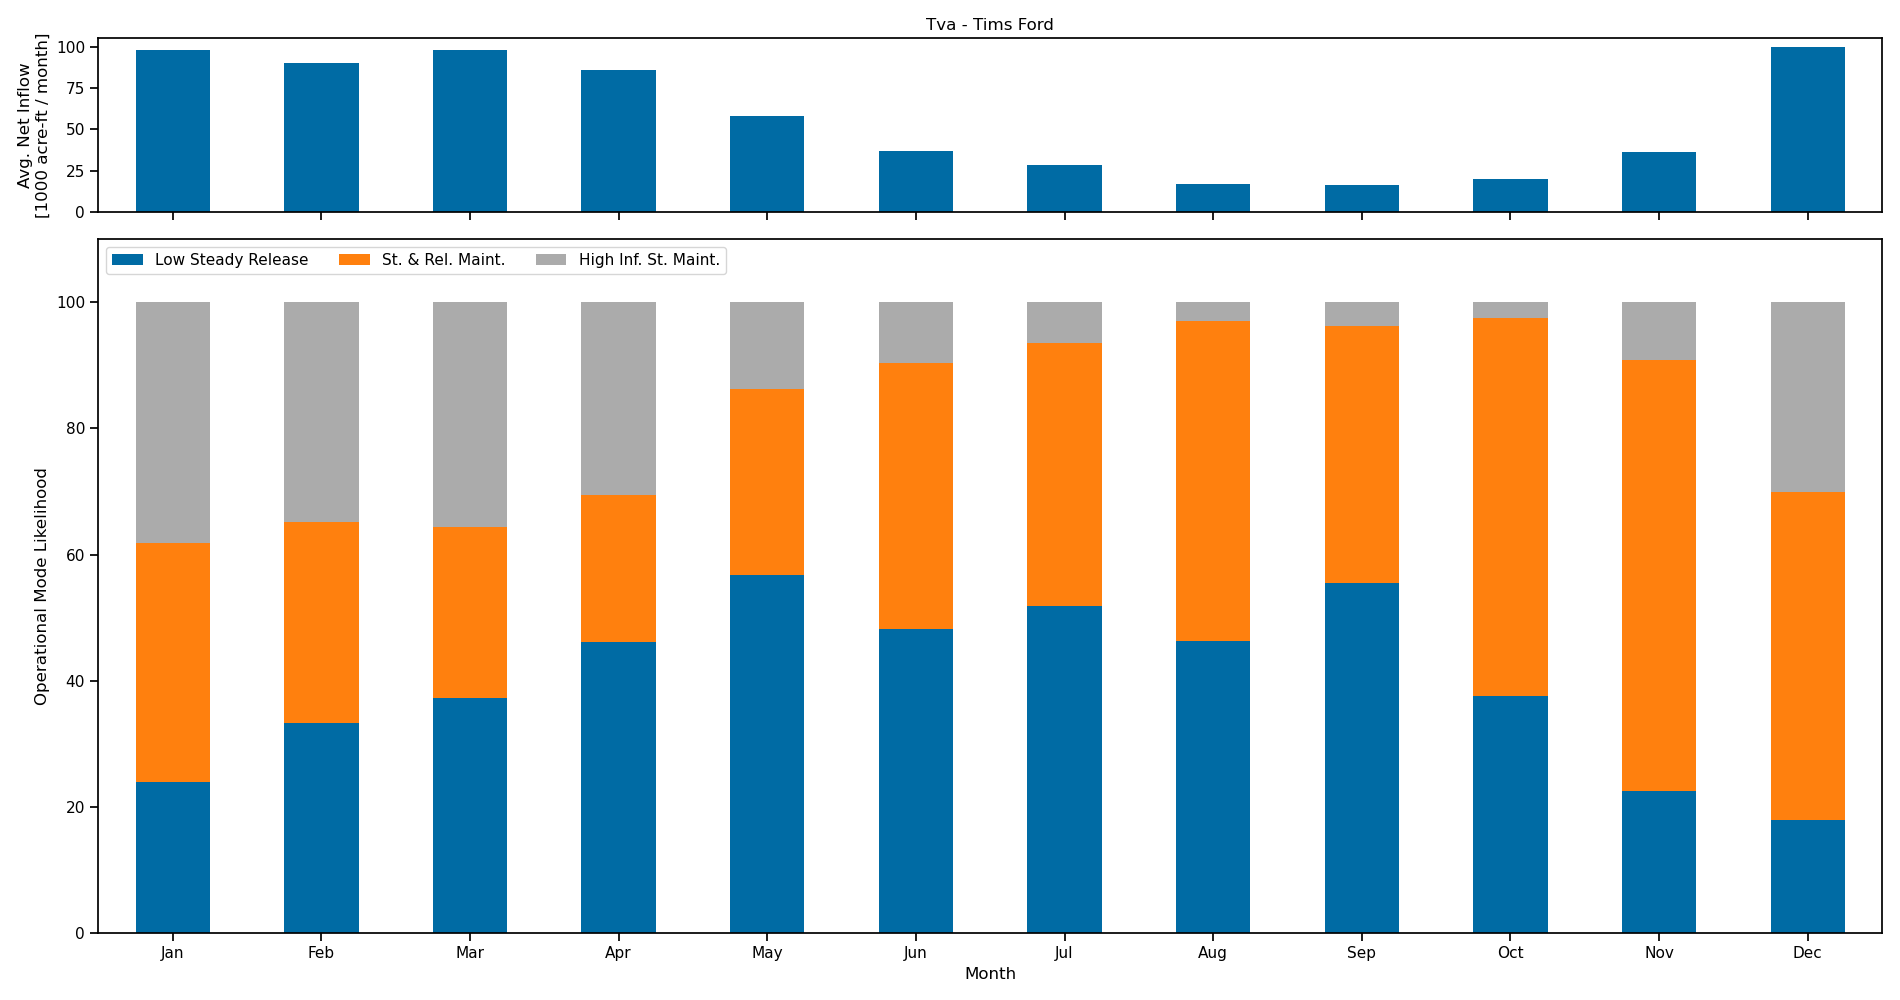 Tva - Tims Ford
Avg. Net Inflow
[1000 acre-ft / month]
100
75
50
25
0
Low Steady Release St. & Rel. Maint. High Inf. St. Maint.
Operational Mode Likelihood
100
80
60
40
20
0
Jan Feb Mar Apr May Jun Jul Aug Sep Oct Nov Dec
Month